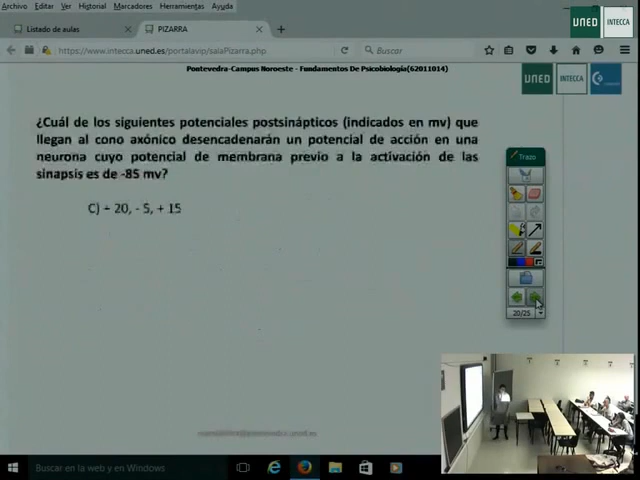 Archivo Editar Ver Historial Marcadores Herramientas Ayuda
Listado de aulas
PIZARRA
https://www.intecca.uned.es/portalavip/salaPizarra.php
Buscar
UNED INTECCA
Pontevedra-Campus Noroeste - Fundamentos De Psicobiología(62011014)
UNED INTECCA
¿Cuál de los siguientes potenciales postsinápticos (indicados en mv) que
llegan al cono axónico desencadenarán un potencial de acción en una
neurona cuyo potencial de membrana previo a la activación de las
sinapsis es de -85 mv?
C) + 20, - 5, + 15
Trazo
20/25
Buscar en la web y en Windows